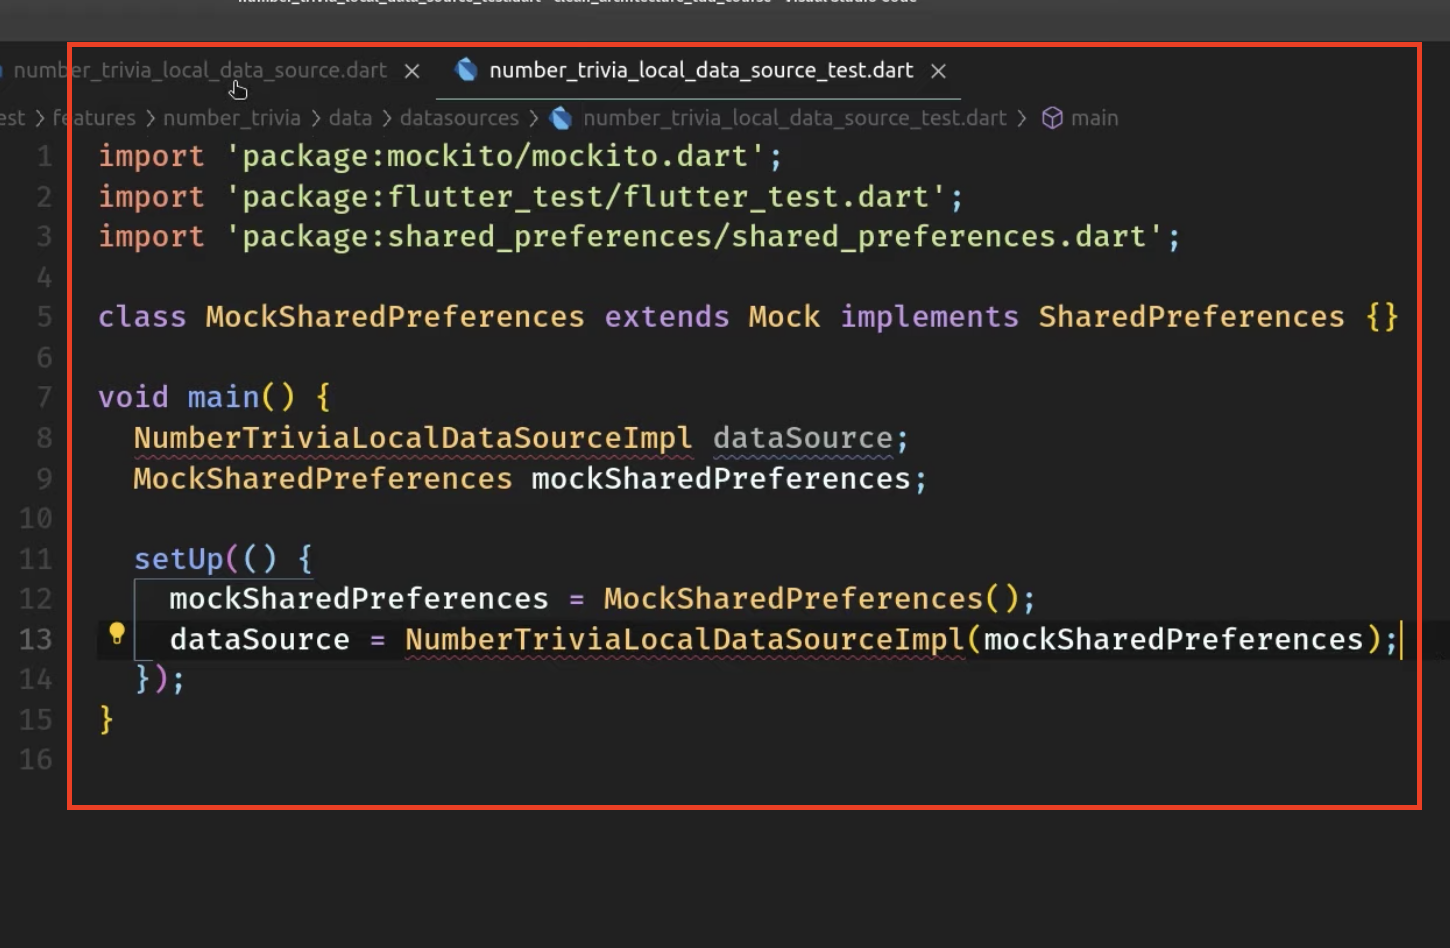 number_trivia_local_data_source.dart × number_trivia_local_data_source_test.dart ×
est > features > number_trivia > data > datasources > number_trivia_local_data_source_test.dart > main
1 import 'package:mockito/mockito.dart';
2 import 'package:flutter_test/flutter_test.dart';
3 import 'package:shared_preferences/shared_preferences.dart';
4
5 class MockSharedPreferences extends Mock implements SharedPreferences {}
6
7 void main() {
8 NumberTriviaLocalDataSourceImpl dataSource;
9 MockSharedPreferences mockSharedPreferences;
10
11 setUp(() {
12 mockSharedPreferences = MockSharedPreferences();
13 dataSource = NumberTriviaLocalDataSourceImpl(mockSharedPreferences);
14 });
15 }
16